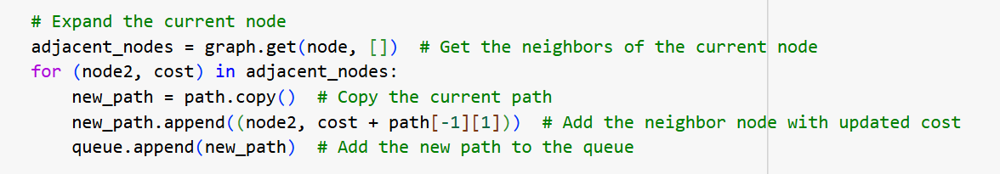 # Expand the current node
adjacent_nodes = graph.get(node, [])  # Get the neighbors of the current node
for (node2, cost) in adjacent_nodes:
    new_path = path.copy()  # Copy the current path
    new_path.append((node2, cost + path[-1][1]))  # Add the neighbor node with updated cost
    queue.append(new_path)  # Add the new path to the queue